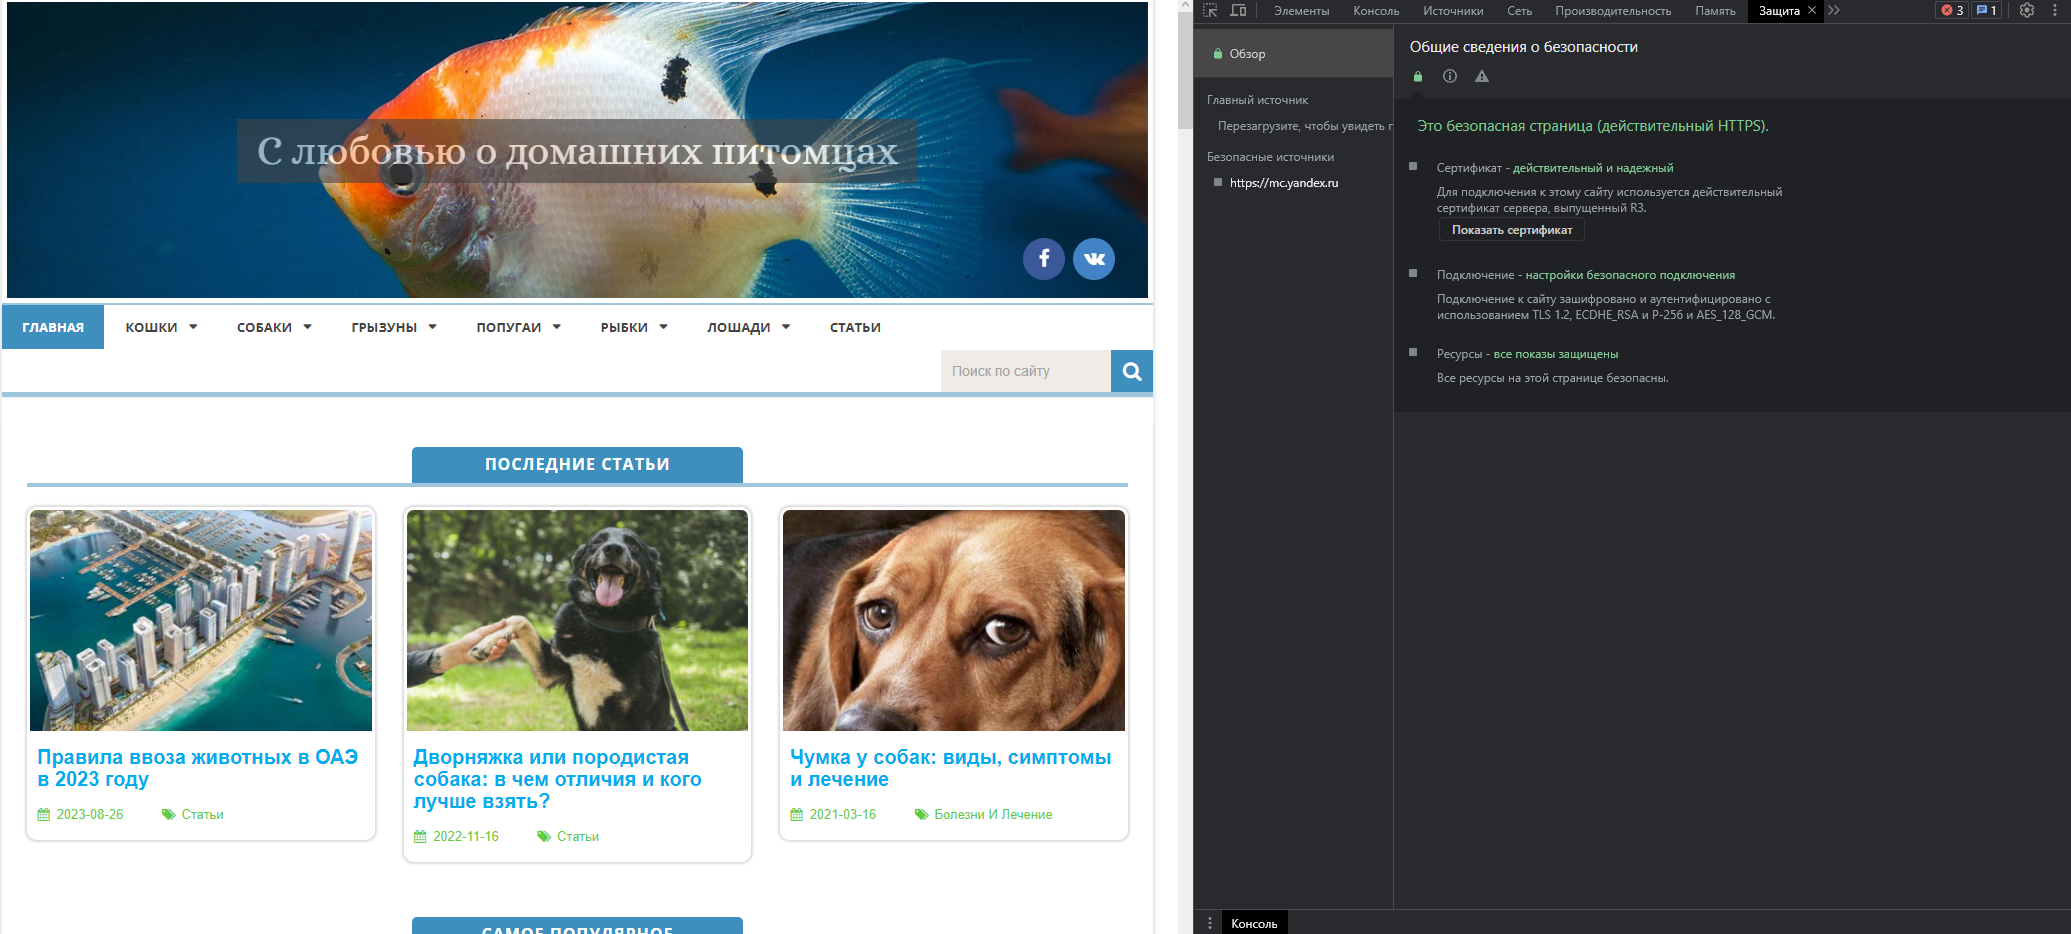 С любовью о домашних питомцах
ГЛАВНАЯ КОШКИ СОБАКИ ГРЫЗУНЫ ПОПУГАИ РЫБКИ ЛОШАДИ СТАТЬИ
Поиск по сайту
ПОСЛЕДНИЕ СТАТЬИ
Правила ввоза животных в ОАЭ
в 2023 году
2023-08-26 Статьи
Дворняжка или породистая
собака: в чем отличия и кого
лучше взять?
2022-11-16 Статьи
Чумка у собак: виды, симптомы
и лечение
2021-03-16 Болезни И Лечение
САМОЕ ПОПУЛЯРНОЕ
Элементы Консоль Источники Сеть Производительность Память Защита 3 1
Обзор
Главный источник
Перезагрузите, чтобы увидеть
Безопасные источники
https://mc.yandex.ru
Общие сведения о безопасности
Это безопасная страница (действительный HTTPS).
Сертификат - действительный и надежный
Для подключения к этому сайту используется действительный
сертификат сервера, выпущенный R3.
Показать сертификат
Подключение - настройки безопасного подключения
Подключение к сайту зашифровано и аутентифицировано с
использованием TLS 1.2, ECDHE_RSA и P-256 и AES_128_GCM.
Ресурсы - все показы защищены
Все ресурсы на этой странице безопасны.
Консоль